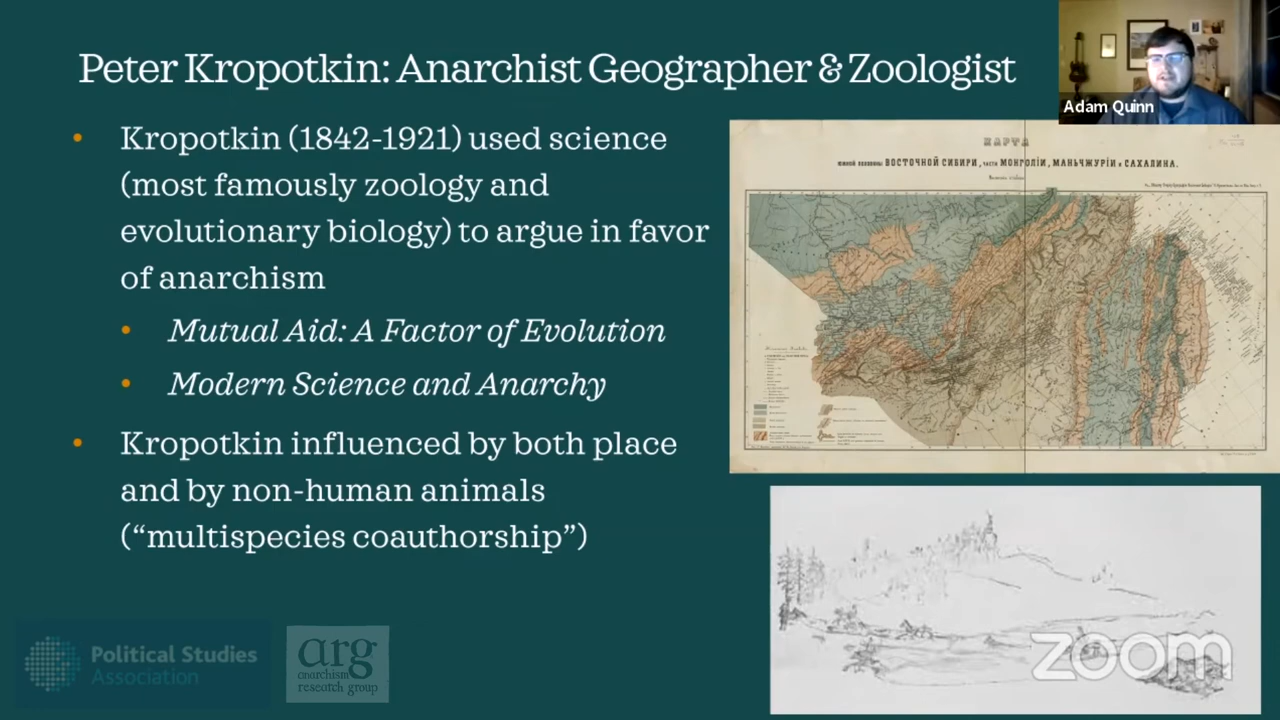 Peter Kropotkin: Anarchist Geographer & Zoologist
Adam Quinn
Kropotkin (1842-1921) used science
(most famously zoology and
evolutionary biology) to argue in favor
of anarchism
Mutual Aid: A Factor of Evolution
Modern Science and Anarchy
Kropotkin influenced by both place
and by non-human animals
(“multispecies coauthorship”)
КАРТА
ВОСТОЧНОЙ СИБИРИ, части МОНГОЛІИ, МАНЬЧЖУРІИ и САХАЛИНА.
Political Studies
Association
arg
anarchism
research group
zoom